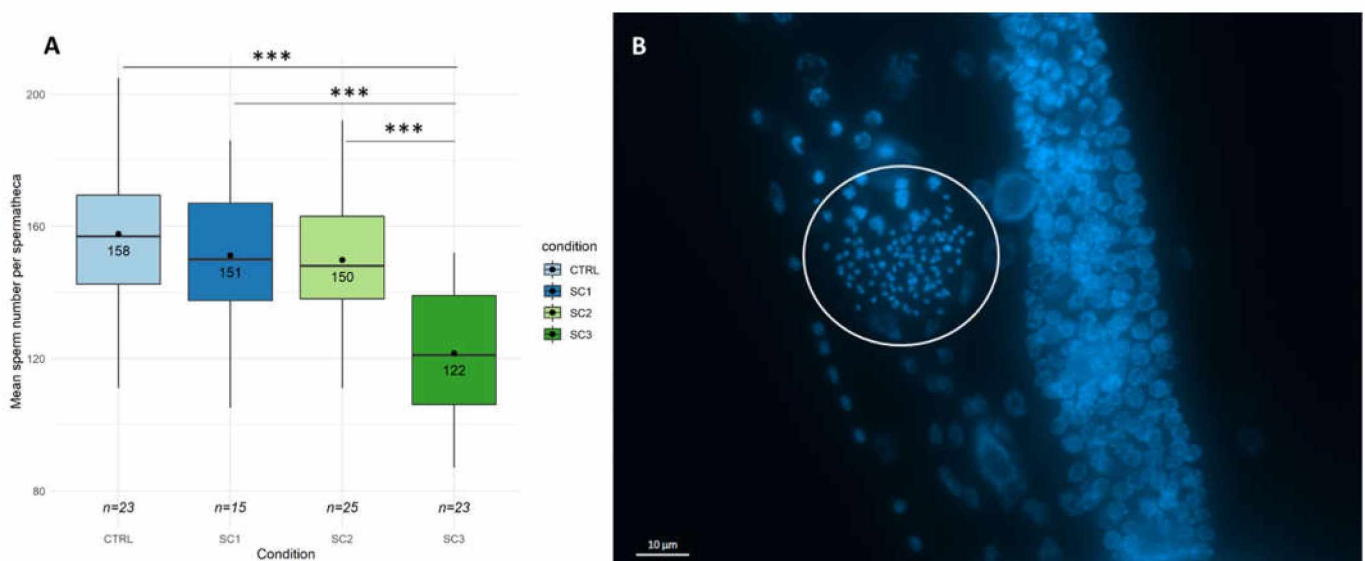 A
***
***
***
200
160
120
80
Mean sperm number per spermatheca
158
151
150
122
n=23
n=15
n=25
n=23
CTRL
SC1
SC2
SC3
Condition
condition
CTRL
SC1
SC2
SC3
B
10 µm